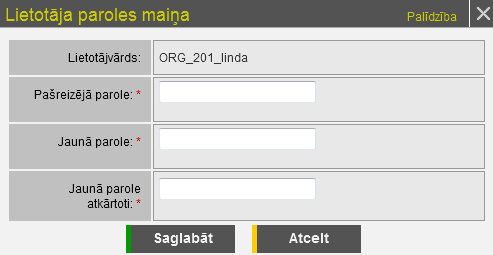 Lietotāja paroles maiņa Palīdzība
Lietotājvārds: ORG_201_linda
Pašreizējā parole: *
Jaunā parole: *
Jaunā parole
atkārtoti: *
Saglabāt Atcelt